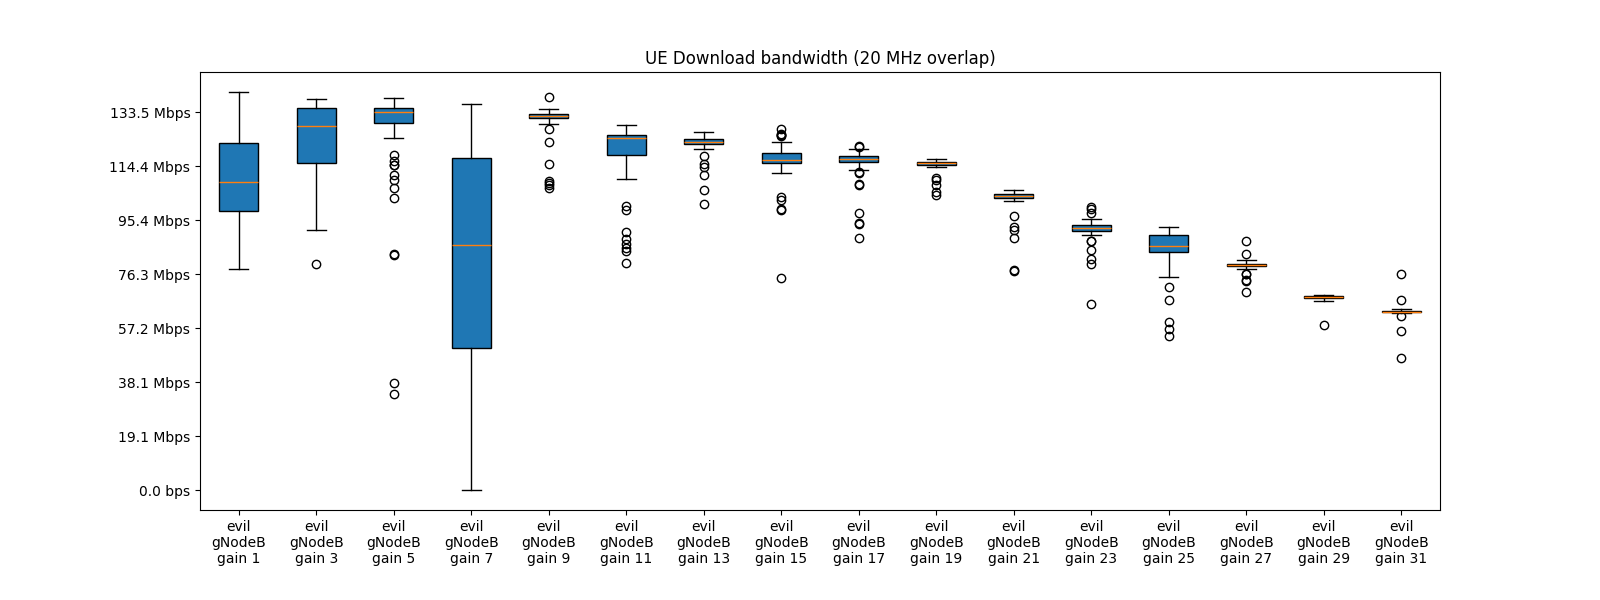 UE Download bandwidth (20 MHz overlap)
133.5 Mbps
114.4 Mbps
95.4 Mbps
76.3 Mbps
57.2 Mbps
38.1 Mbps
19.1 Mbps
0.0 bps
evil
gNodeB
gain 1
evil
gNodeB
gain 3
evil
gNodeB
gain 5
evil
gNodeB
gain 7
evil
gNodeB
gain 9
evil
gNodeB
gain 11
evil
gNodeB
gain 13
evil
gNodeB
gain 15
evil
gNodeB
gain 17
evil
gNodeB
gain 19
evil
gNodeB
gain 21
evil
gNodeB
gain 23
evil
gNodeB
gain 25
evil
gNodeB
gain 27
evil
gNodeB
gain 29
evil
gNodeB
gain 31